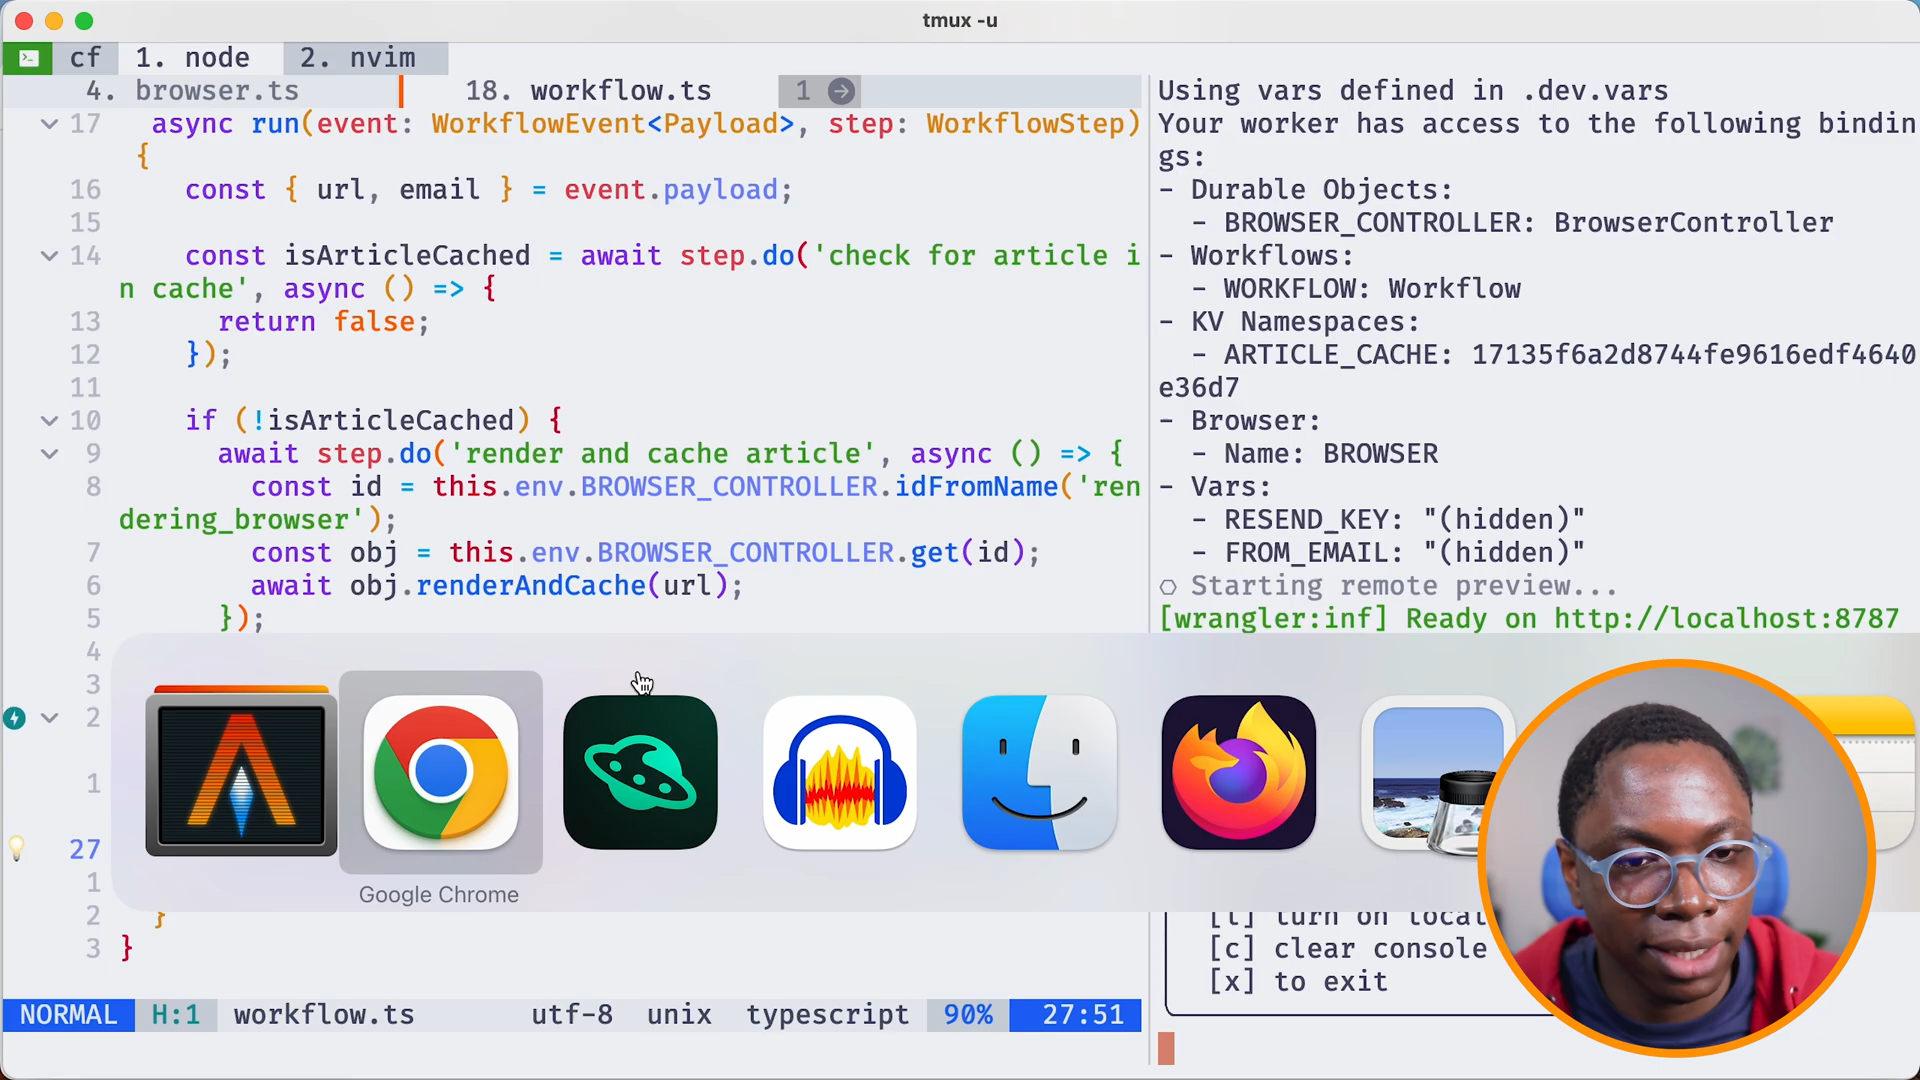 tmux -u
cf 1. node 2. nvim
4. browser.ts 18. workflow.ts 1
17 async run(event: WorkflowEvent<Payload>, step: WorkflowStep)
{
16 const { url, email } = event.payload;
15
14 const isArticleCached = await step.do('check for article i
n cache', async () => {
13 return false;
12 });
11
10 if (!isArticleCached) {
9 await step.do('render and cache article', async () => {
8 const id = this.env.BROWSER_CONTROLLER.idFromName('ren
dering_browser');
7 const obj = this.env.BROWSER_CONTROLLER.get(id);
6 await obj.renderAndCache(url);
5 });
4
3
2
1
27
1
2 }
3 }
NORMAL H:1 workflow.ts utf-8 unix typescript 90% 27:51
Using vars defined in .dev.vars
Your worker has access to the following bindin
gs:
- Durable Objects:
- BROWSER_CONTROLLER: BrowserController
- Workflows:
- WORKFLOW: Workflow
- KV Namespaces:
- ARTICLE_CACHE: 17135f6a2d8744fe9616edf4640
e36d7
- Browser:
- Name: BROWSER
- Vars:
- RESEND_KEY: "(hidden)"
- FROM_EMAIL: "(hidden)"
Starting remote preview...
[wrangler:inf] Ready on http://localhost:8787
[l] turn on local
[c] clear console
[x] to exit
Google Chrome